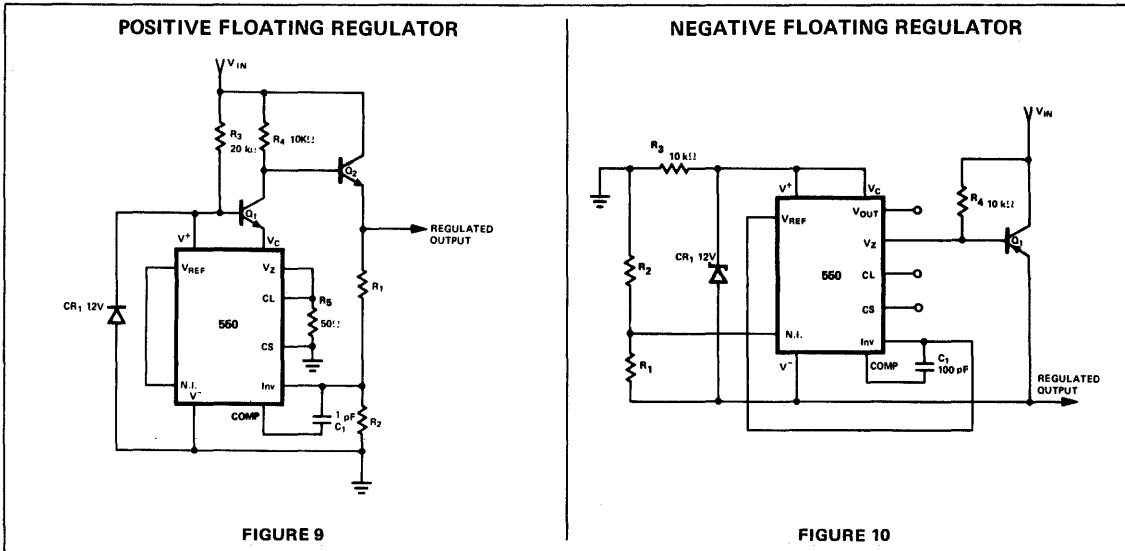 POSITIVE FLOATING REGULATOR
VIN
R3
20 kΩ
R4 10KΩ
Q2
Q1
REGULATED
OUTPUT
V+
VC
VREF
VZ
CL
R5
50Ω
R1
CR1 12V
550
CS
N.I.
Inv
V-
COMP
1 pF
C1
R2
FIGURE 9
NEGATIVE FLOATING REGULATOR
VIN
R3
10 kΩ
V+
VC
VOUT
R4 10 kΩ
VREF
VZ
Q1
R2
CR1 12V
CL
550
CS
N.I.
Inv
R1
V-
COMP
C1
100 pF
REGULATED
OUTPUT
FIGURE 10